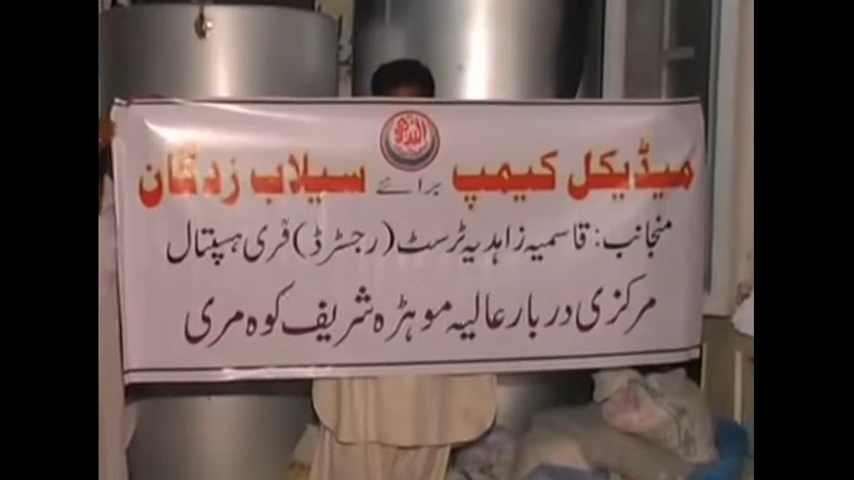 اللہ
میڈیکل کیمپ برائے سیلاب زدگان
منجانب: قاسمیہ زاہدیہ ٹرسٹ (رجسٹرڈ) فری ہسپتال
مرکزی دربار عالیہ موہڑہ شریف کوہ مری